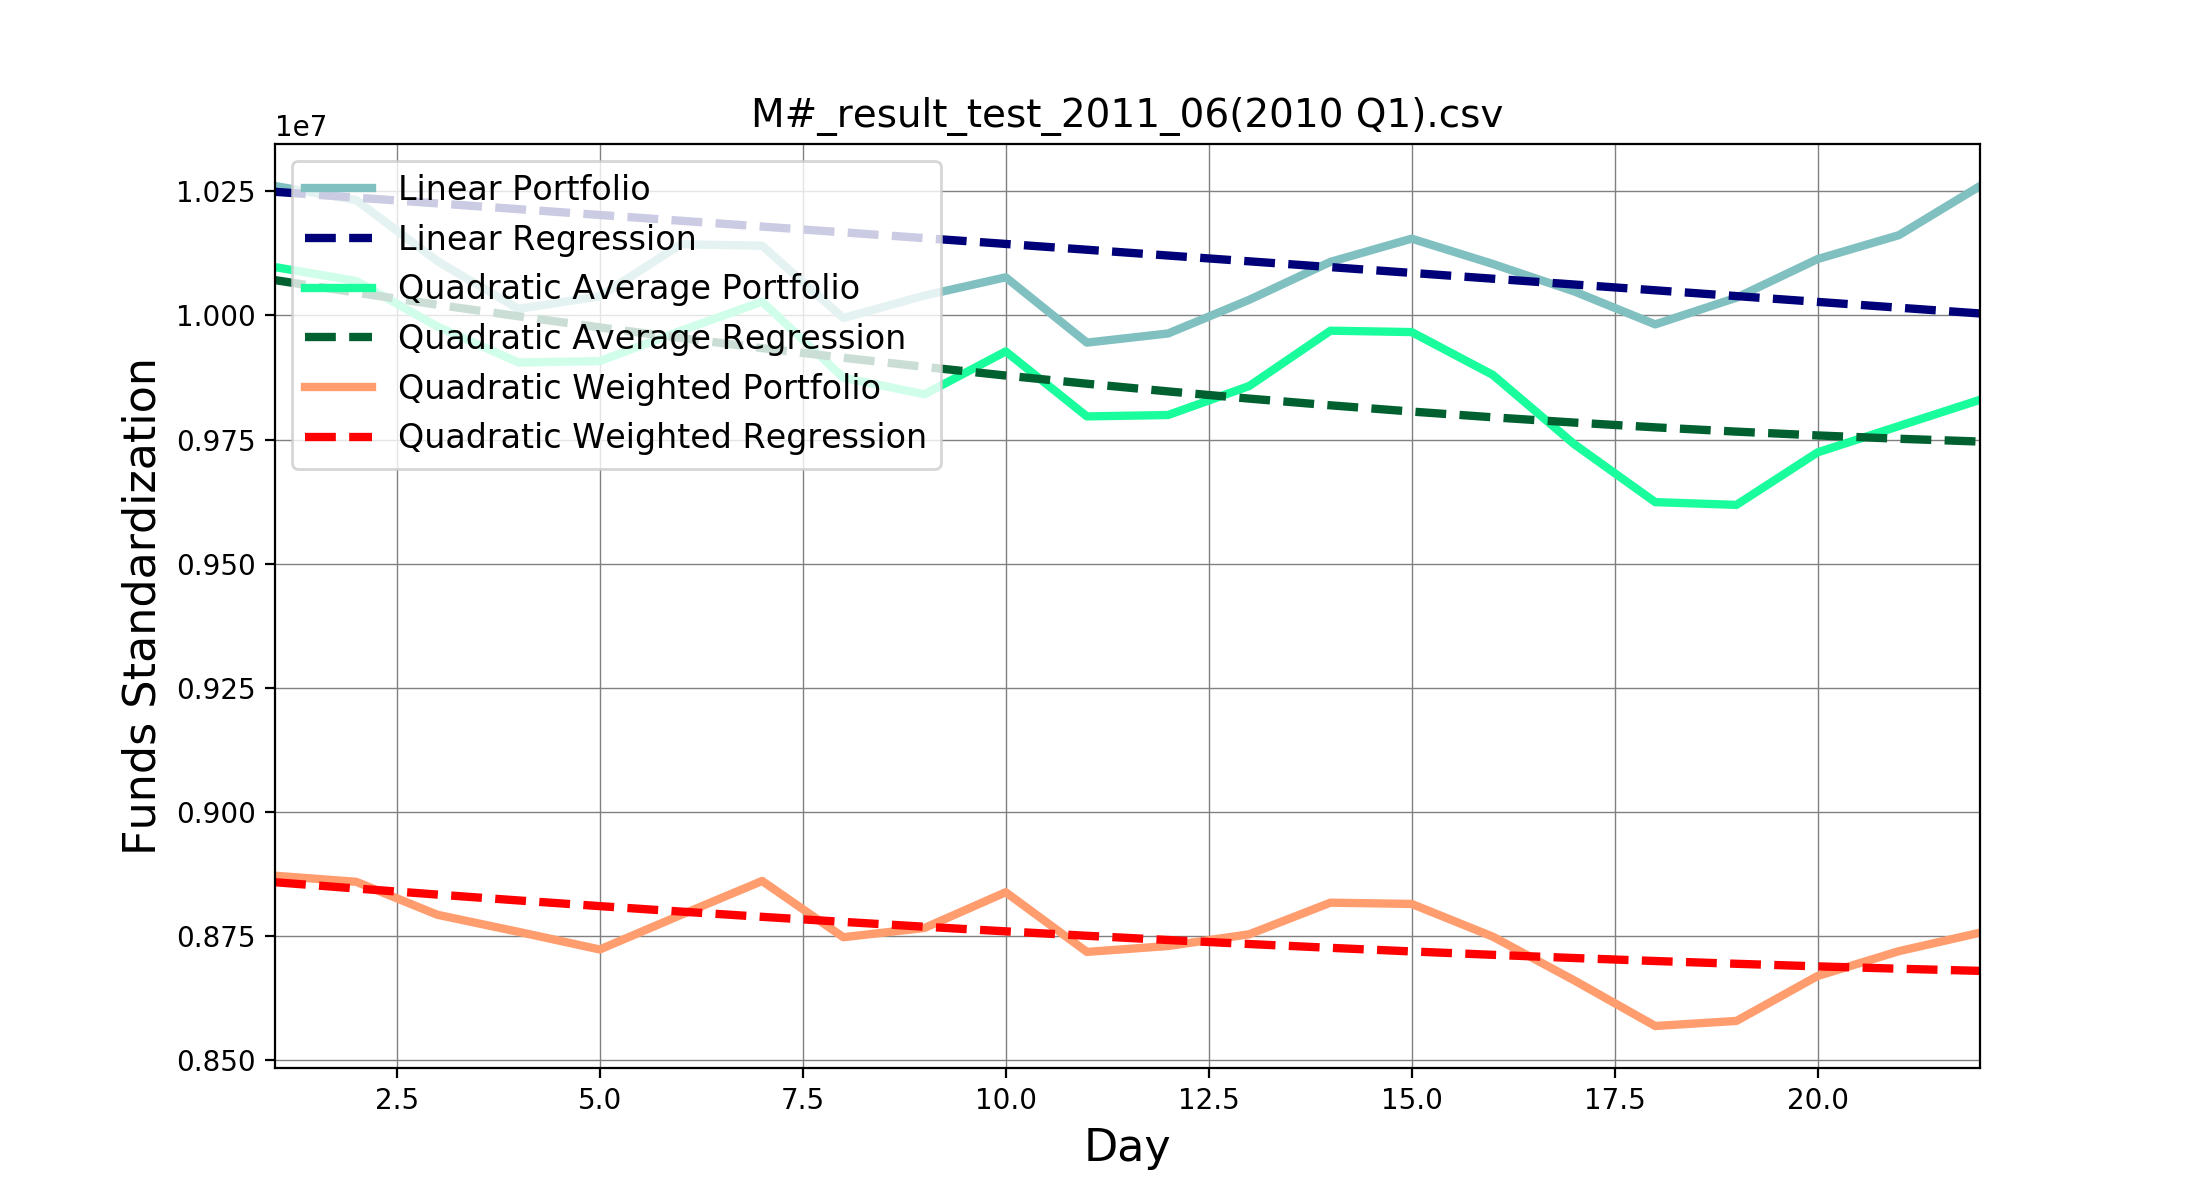 M#_result_test_2011_06(2010 Q1).csv
1e7
Linear Portfolio
Linear Regression
Quadratic Average Portfolio
Quadratic Average Regression
Quadratic Weighted Portfolio
Quadratic Weighted Regression
1.025
1.000
0.975
0.950
0.925
0.900
0.875
0.850
Funds Standardization
2.5 5.0 7.5 10.0 12.5 15.0 17.5 20.0
Day